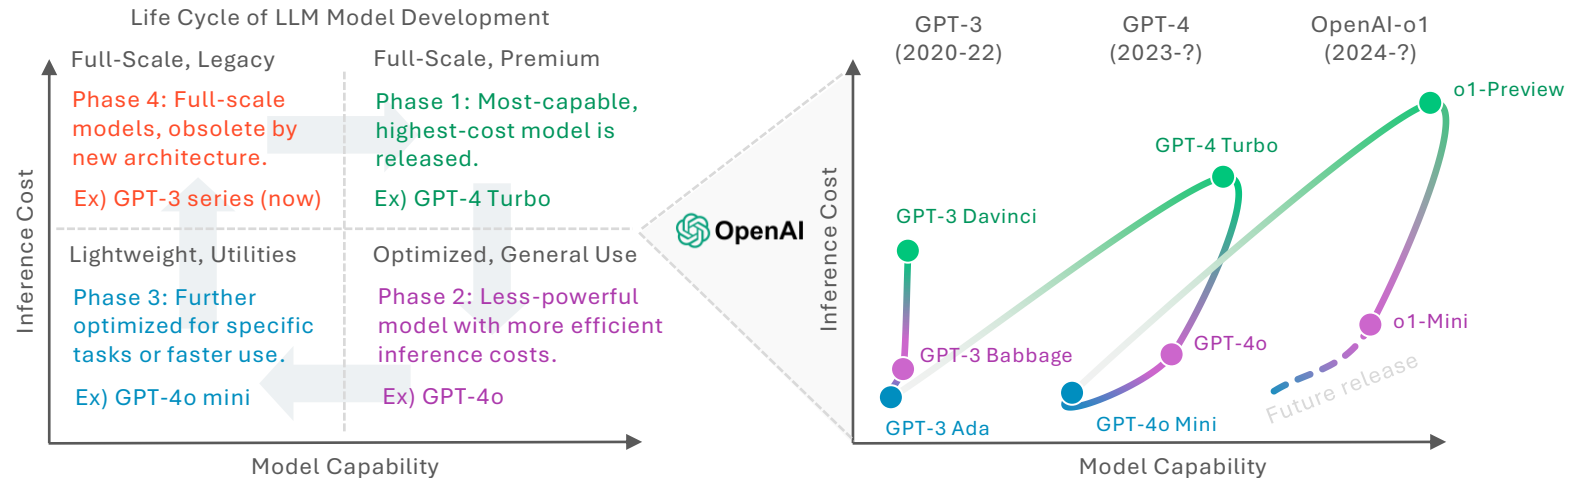 Life Cycle of LLM Model Development
Full-Scale, Legacy
Phase 4: Full-scale
models, obsolete by
new architecture.
Ex) GPT-3 series (now)
Full-Scale, Premium
Phase 1: Most-capable,
highest-cost model is
released.
Ex) GPT-4 Turbo
Lightweight, Utilities
Phase 3: Further
optimized for specific
tasks or faster use.
Ex) GPT-4o mini
Optimized, General Use
Phase 2: Less-powerful
model with more efficient
inference costs.
Ex) GPT-4o
Inference Cost
Model Capability
OpenAI
GPT-3
(2020-22)
GPT-4
(2023-?)
OpenAI-o1
(2024-?)
o1-Preview
GPT-4 Turbo
GPT-3 Davinci
o1-Mini
GPT-4o
GPT-3 Babbage
Future release
GPT-4o Mini
GPT-3 Ada
Inference Cost
Model Capability